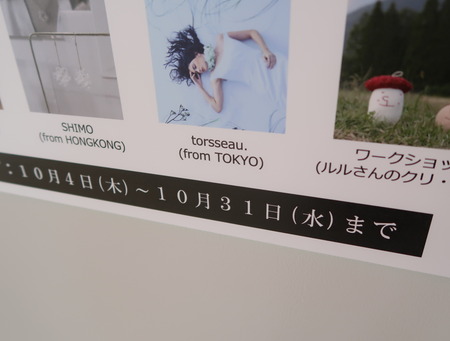 SHIMO
(from HONGKONG)
torsseau.
(from TOKYO)
ワークショッ
(ルルさんのクリ・
：１０月４日(木)～１０月３１日(水)まで